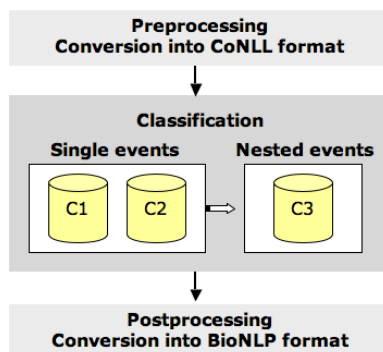 Preprocessing
Conversion into CoNLL format
Classification
Single events
Nested events
C1
C2
C3
Postprocessing
Conversion into BioNLP format